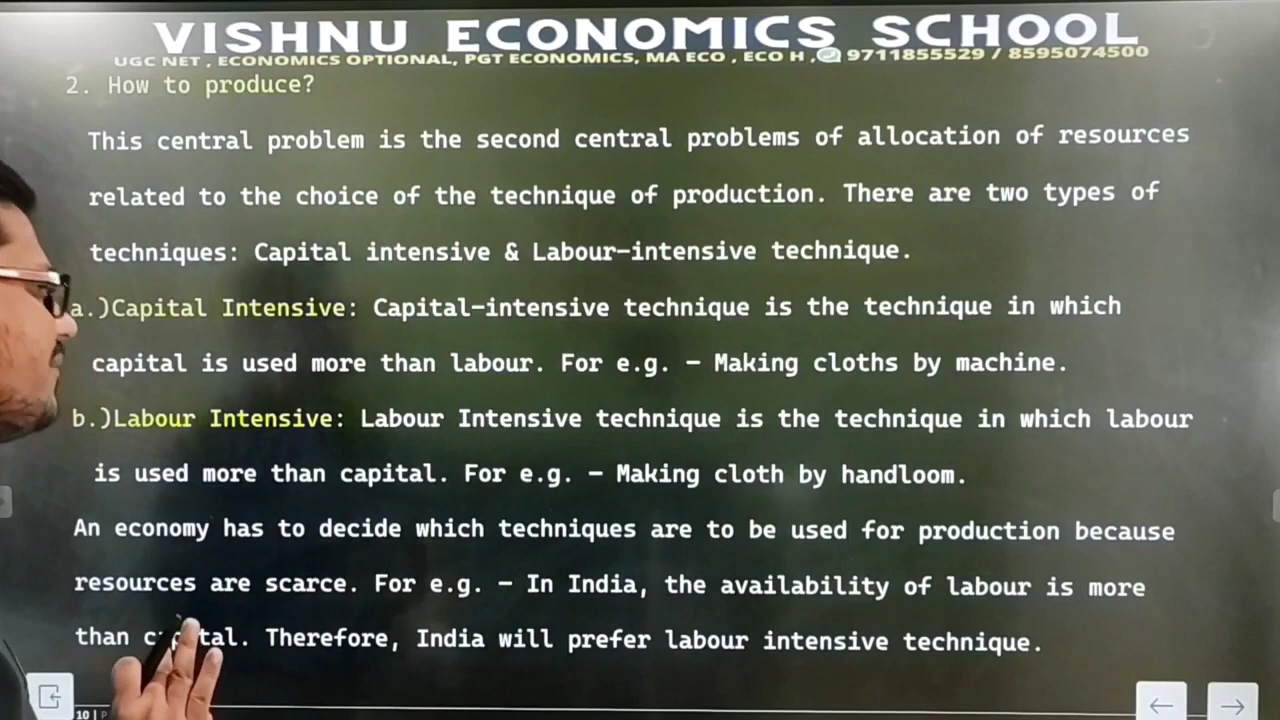 VISHNU ECONOMICS SCHOOL
UGC NET , ECONOMICS OPTIONAL, PGT ECONOMICS, MA ECO , ECO H , 9711855529 / 8595074500
2. How to produce?
This central problem is the second central problems of allocation of resources
related to the choice of the technique of production. There are two types of
techniques: Capital intensive & Labour-intensive technique.
a.)Capital Intensive: Capital-intensive technique is the technique in which
capital is used more than labour. For e.g. – Making cloths by machine.
b.)Labour Intensive: Labour Intensive technique is the technique in which labour
is used more than capital. For e.g. – Making cloth by handloom.
An economy has to decide which techniques are to be used for production because
resources are scarce. For e.g. – In India, the availability of labour is more
than capital. Therefore, India will prefer labour intensive technique.
10 | P